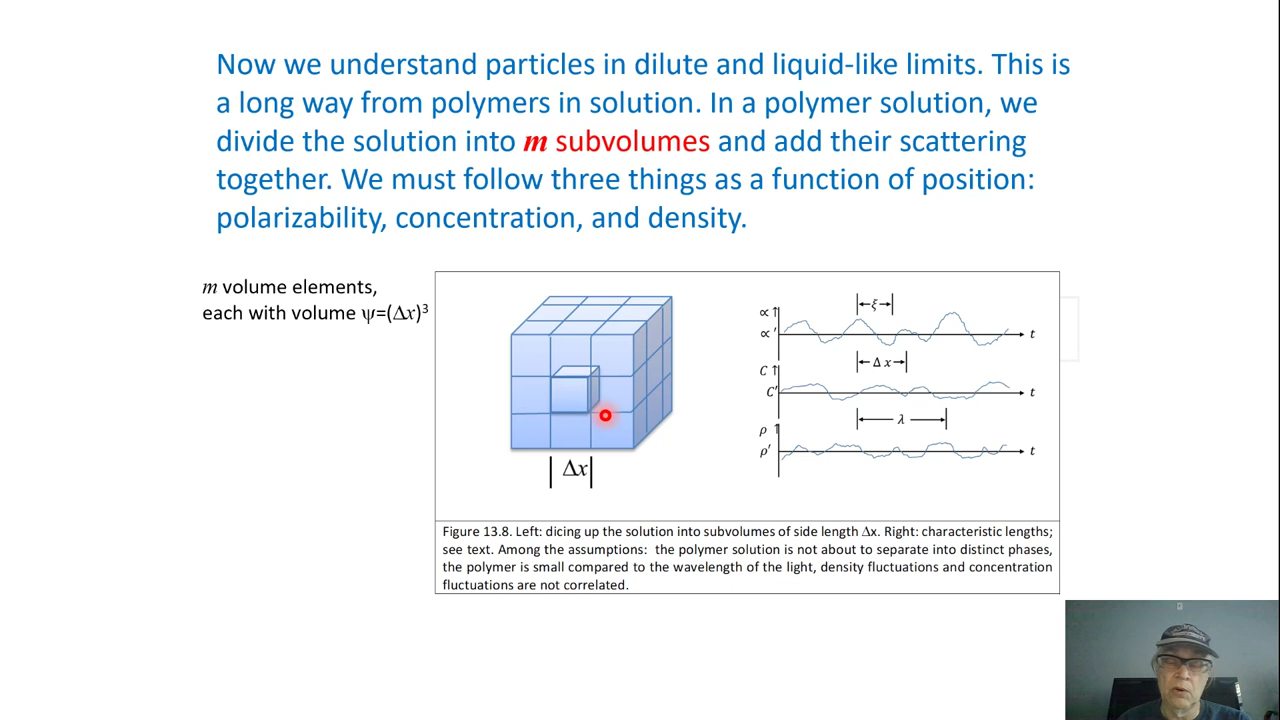 Now we understand particles in dilute and liquid-like limits. This is
a long way from polymers in solution. In a polymer solution, we
divide the solution into m subvolumes and add their scattering
together. We must follow three things as a function of position:
polarizability, concentration, and density.
m volume elements,
each with volume ψ=(Δx)³
|Δx|
∝↑
∝'
|←ξ→|
t
|←Δx→|
C↑
C'
t
|←λ→|
ρ↑
ρ'
t
Figure 13.8. Left: dicing up the solution into subvolumes of side length Δx. Right: characteristic lengths;
see text. Among the assumptions: the polymer solution is not about to separate into distinct phases,
the polymer is small compared to the wavelength of the light, density fluctuations and concentration
fluctuations are not correlated.